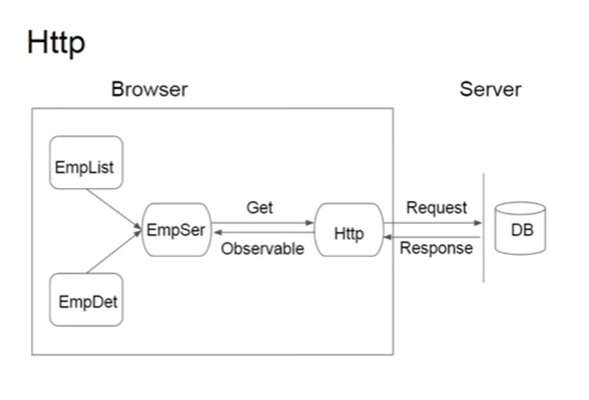 Http
Browser
Server
EmpList
EmpSer
Get
Observable
Http
Request
Response
DB
EmpDet